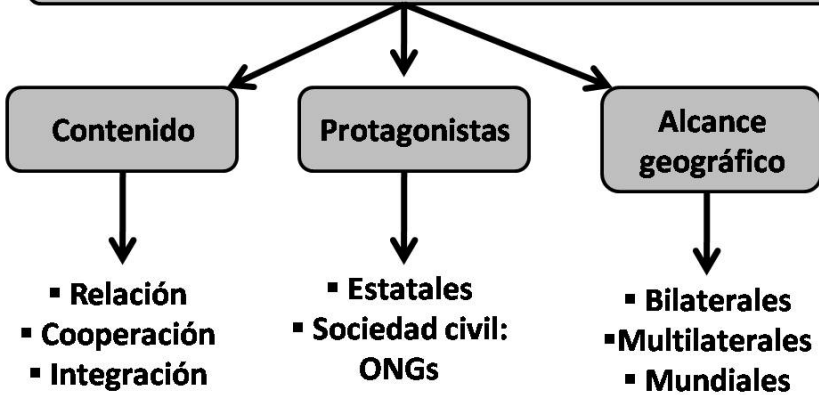 Contenido
Protagonistas
Alcance
geográfico
▪ Relación
▪ Cooperación
▪ Integración
▪ Estatales
▪ Sociedad civil:
ONGs
▪ Bilaterales
▪Multilaterales
▪ Mundiales